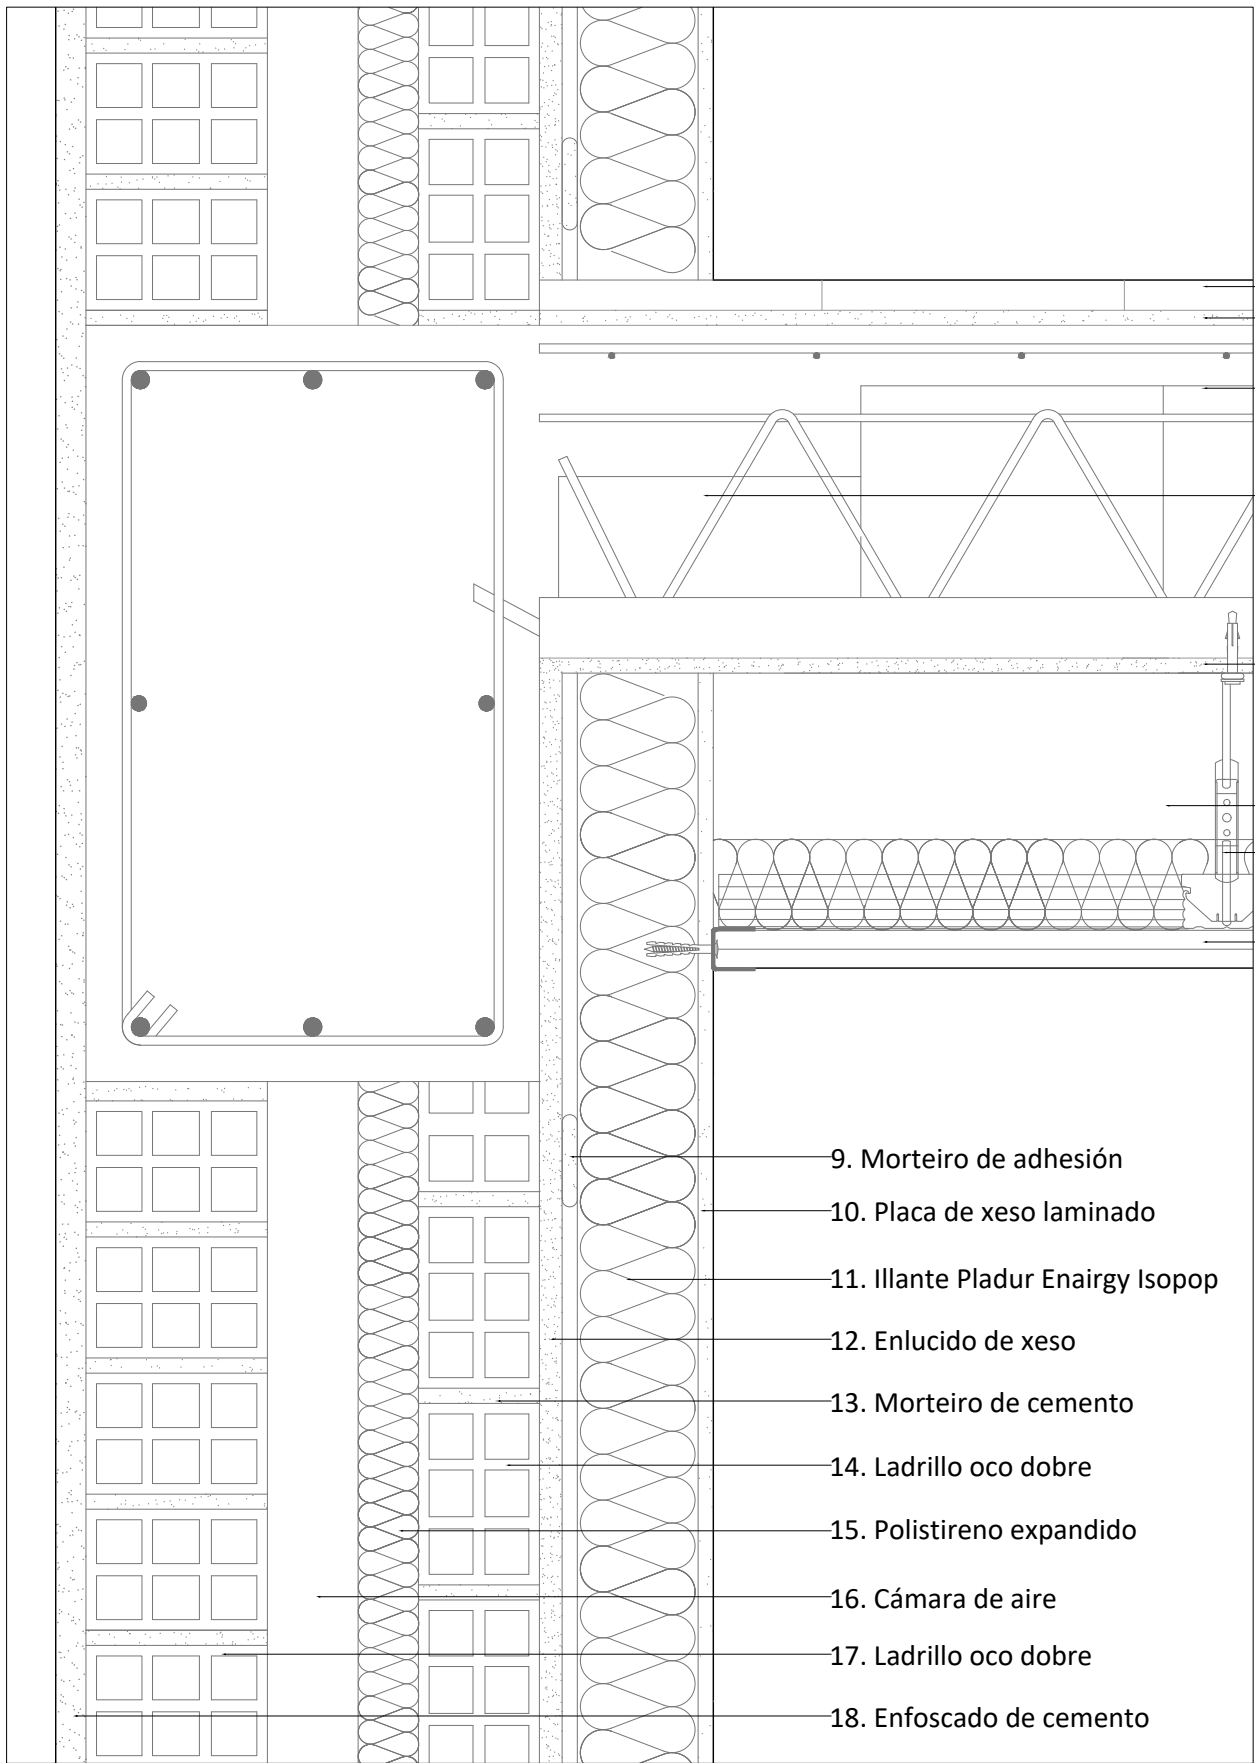 9. Morteiro de adhesión
10. Placa de xeso laminado
11. Illante Pladur Enairgy Isopop
12. Enlucido de xeso
13. Morteiro de cemento
14. Ladrillo oco dobre
15. Polistireno expandido
16. Cámara de aire
17. Ladrillo oco dobre
18. Enfoscado de cemento